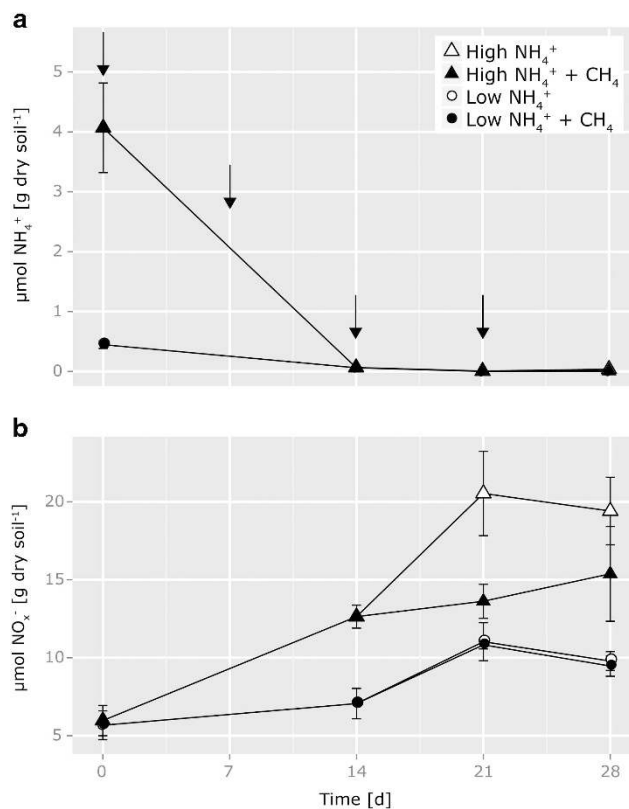 a
High NH₄⁺
High NH₄⁺ + CH₄
Low NH₄⁺
Low NH₄⁺ + CH₄
µmol NH₄⁺ [g dry soil⁻¹]
5
4
3
2
1
0
b
µmol NOₓ⁻ [g dry soil⁻¹]
20
15
10
5
0 7 14 21 28
Time [d]